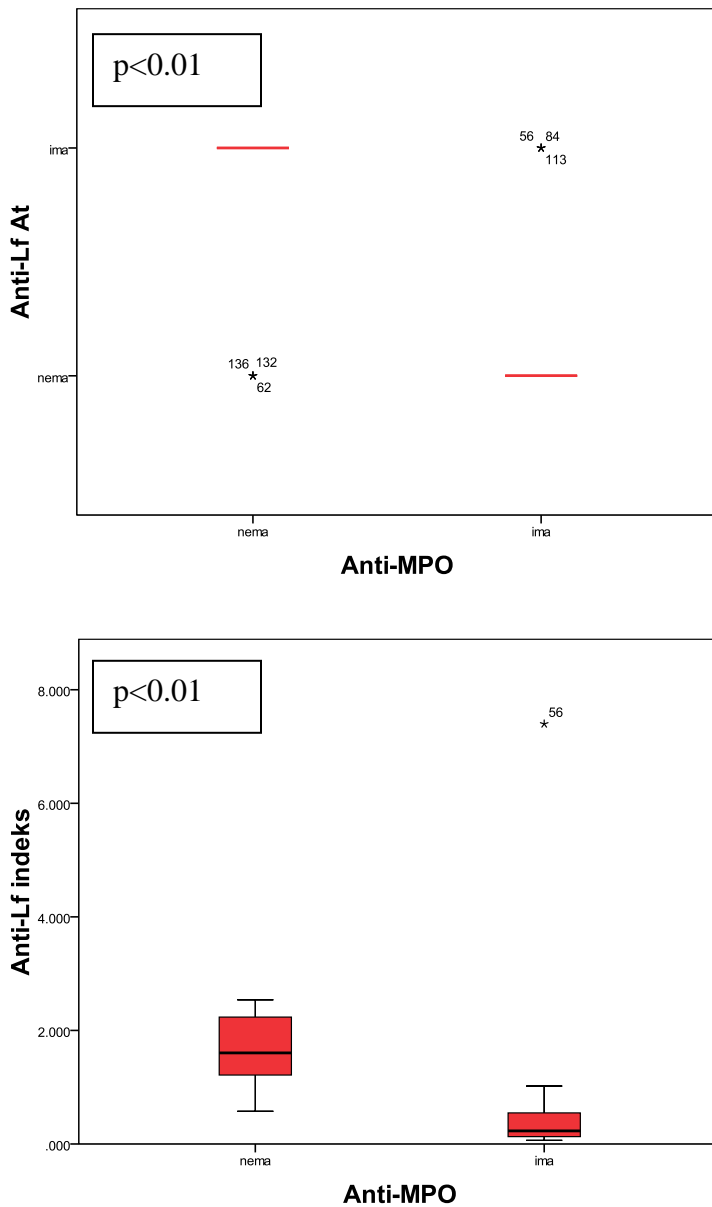 p<0.01
Anti-Lf At
ima
56 84
113
136 132
nema
62
nema ima
Anti-MPO
p<0.01
Anti-Lf indeks
8.000
56
6.000
4.000
2.000
.000
nema ima
Anti-MPO